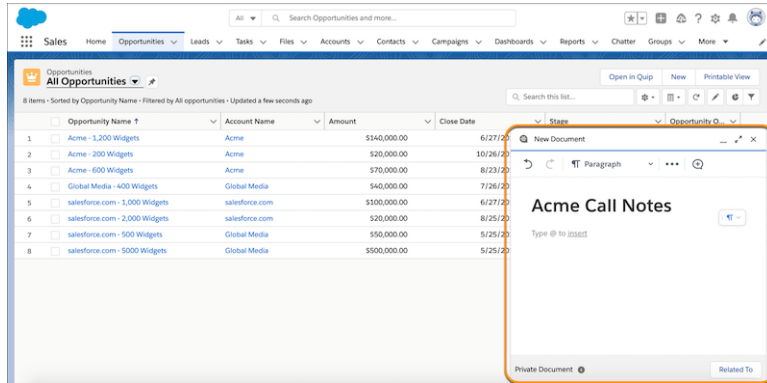 All
Search Opportunities and more...
Sales Home Opportunities Leads Tasks Files Accounts Contacts Campaigns Dashboards Reports Chatter Groups More
Opportunities
All Opportunities
Open in Quip New Printable View
8 items • Sorted by Opportunity Name • Filtered by All opportunities • Updated a few seconds ago
Search this list...
Opportunity Name ↑ Account Name Amount Close Date Stage Opportunity O...
1 Acme - 1,200 Widgets Acme $140,000.00 6/27/20
2 Acme - 200 Widgets Acme $20,000.00 10/26/20
3 Acme - 600 Widgets Acme $70,000.00 8/23/20
4 Global Media - 400 Widgets Global Media $40,000.00 7/26/20
5 salesforce.com - 1,000 Widgets salesforce.com $100,000.00 6/27/20
6 salesforce.com - 2,000 Widgets salesforce.com $20,000.00 8/25/20
7 salesforce.com - 500 Widgets Global Media $50,000.00 5/25/20
8 salesforce.com - 5000 Widgets Global Media $500,000.00 5/25/20
New Document
Paragraph
Acme Call Notes
Type @ to insert
Private Document
Related To